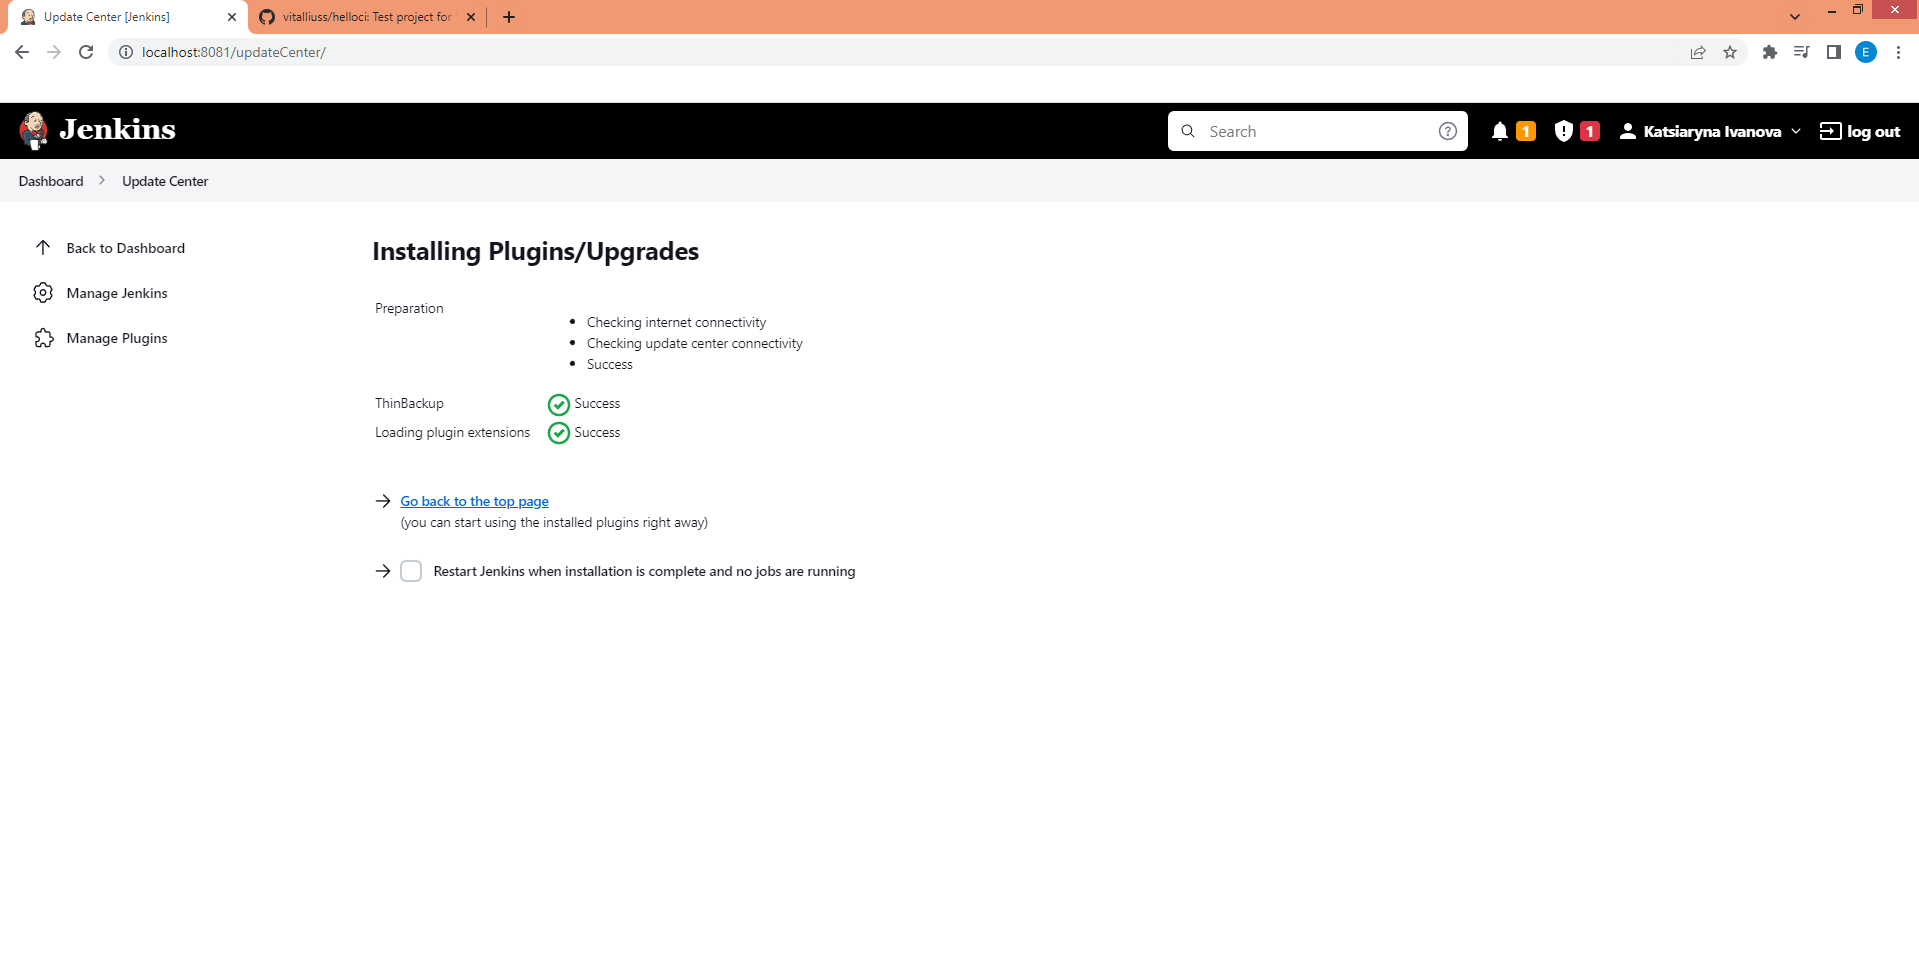 Update Center [Jenkins]
vitalliuss/helloci: Test project for
localhost:8081/updateCenter/
E
Jenkins
Search
1
1
Katsiaryna Ivanova
log out
Dashboard
Update Center
Back to Dashboard
Manage Jenkins
Manage Plugins
Installing Plugins/Upgrades
Preparation
Checking internet connectivity
Checking update center connectivity
Success
ThinBackup Success
Loading plugin extensions Success
Go back to the top page
(you can start using the installed plugins right away)
Restart Jenkins when installation is complete and no jobs are running